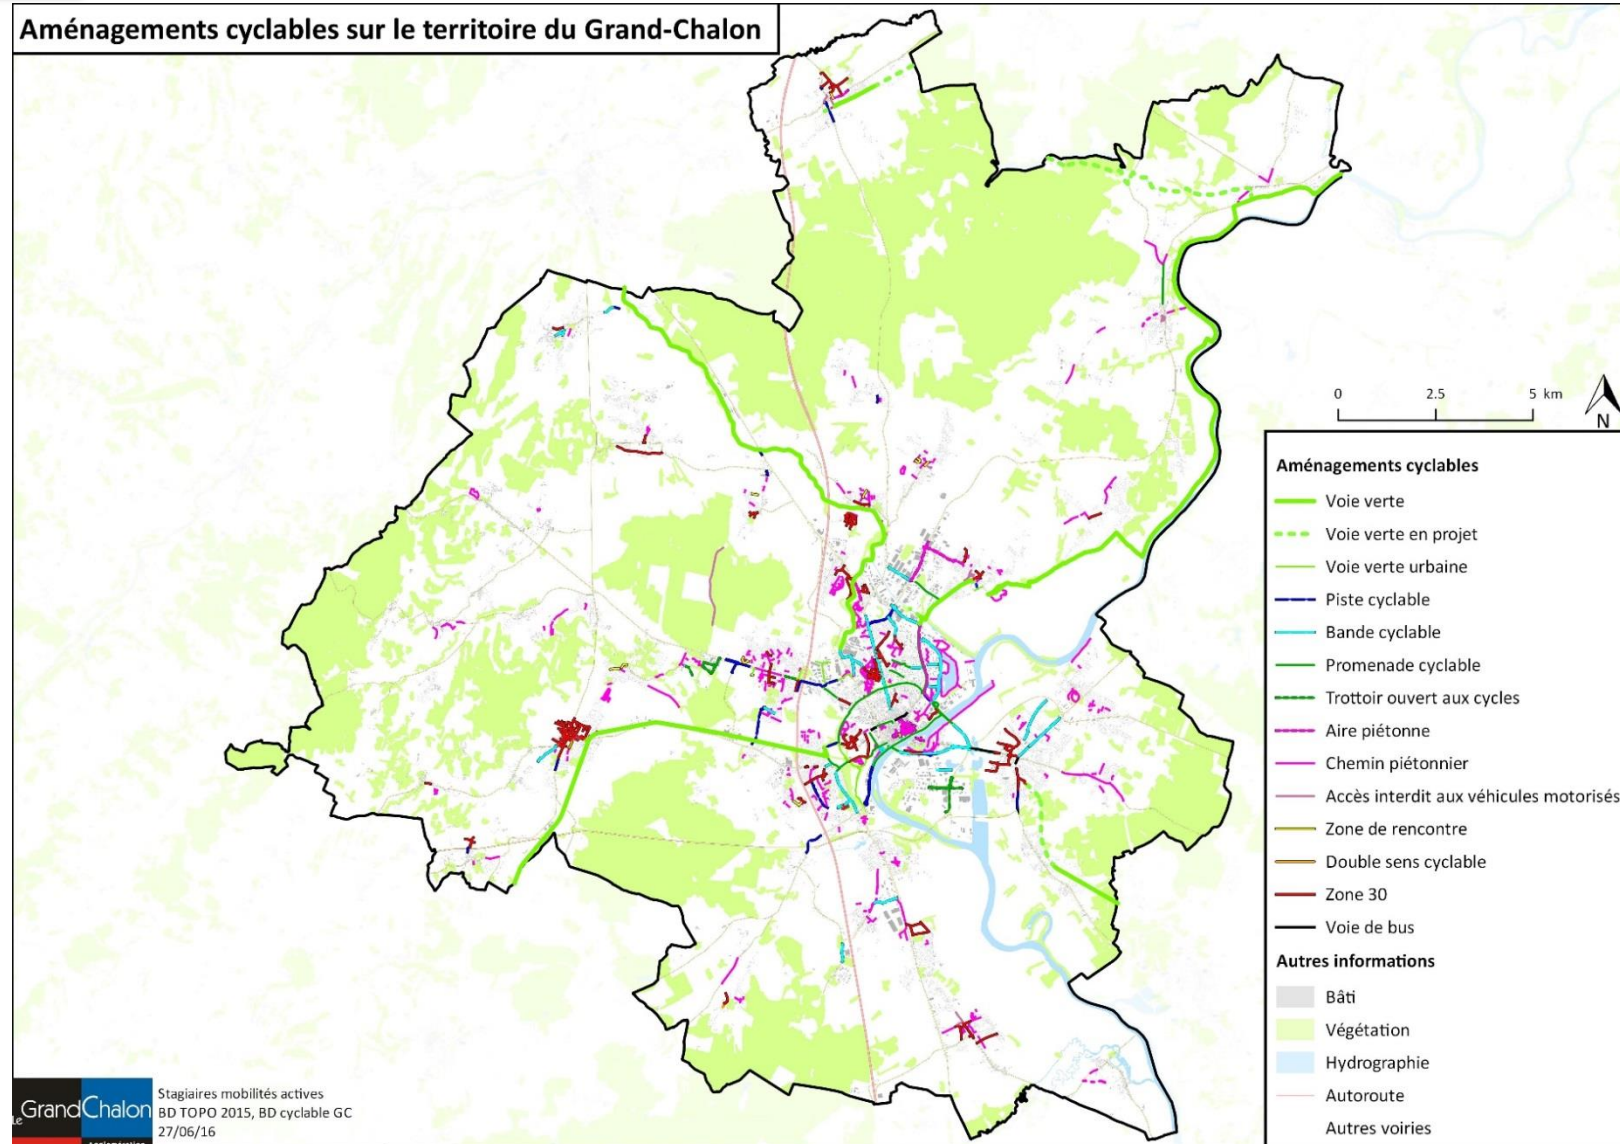 Aménagements cyclables sur le territoire du Grand-Chalon
0 2.5 5 km
N
Aménagements cyclables
Voie verte
Voie verte en projet
Voie verte urbaine
Piste cyclable
Bande cyclable
Promenade cyclable
Trottoir ouvert aux cycles
Aire piétonne
Chemin piétonnier
Accès interdit aux véhicules motorisés
Zone de rencontre
Double sens cyclable
Zone 30
Voie de bus
Autres informations
Bâti
Végétation
Hydrographie
Autoroute
Autres voiries
Le GrandChalon
Stagiaires mobilités actives
BD TOPO 2015, BD cyclable GC
27/06/16